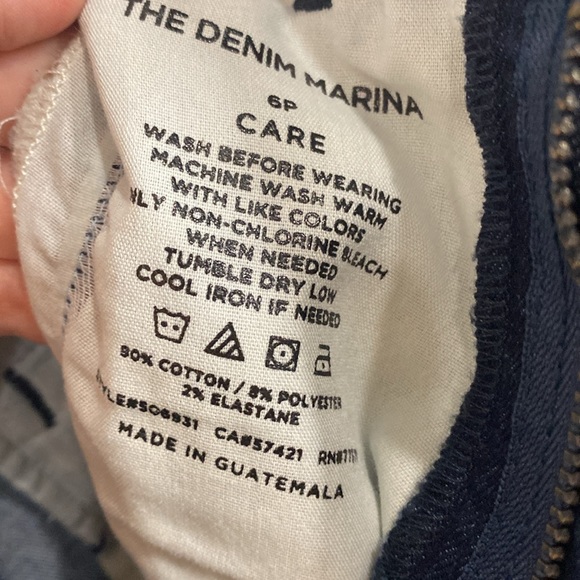 THE DENIM MARINA
6P
CARE
WASH BEFORE WEARING
MACHINE WASH WARM
WITH LIKE COLORS
NLY NON-CHLORINE BLEACH
WHEN NEEDED
TUMBLE DRY LOW
COOL IRON IF NEEDED
90% COTTON / 8% POLYESTER
2% ELASTANE
CA#57421
MADE IN GUATEMALA